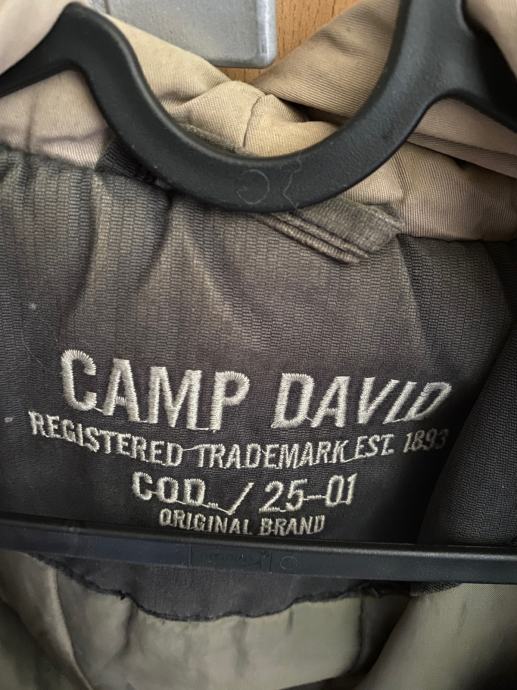 CAMP DAVID
REGISTERED TRADEMARK EST. 1893
COD../ 25-01
ORIGINAL BRAND